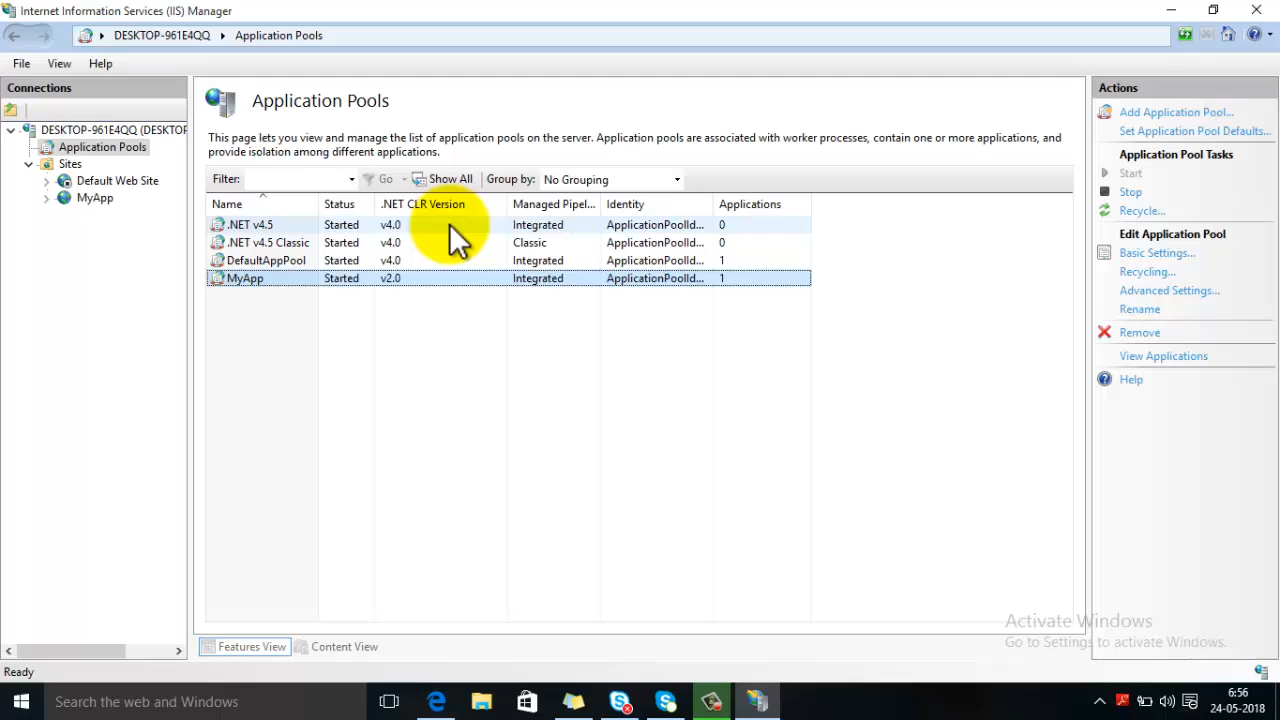 Internet Information Services (IIS) Manager
DESKTOP-961E4QQ Application Pools
File View Help
Connections
DESKTOP-961E4QQ (DESKTOP
Application Pools
Sites
Default Web Site
MyApp
Application Pools
This page lets you view and manage the list of application pools on the server. Application pools are associated with worker processes, contain one or more applications, and
provide isolation among different applications.
Filter: Go Show All Group by: No Grouping
Name Status .NET CLR Version Managed Pipel... Identity Applications
.NET v4.5 Started v4.0 Integrated ApplicationPoolId... 0
.NET v4.5 Classic Started v4.0 Classic ApplicationPoolId... 0
DefaultAppPool Started v4.0 Integrated ApplicationPoolId... 1
MyApp Started v2.0 Integrated ApplicationPoolId... 1
Features View Content View
Actions
Add Application Pool...
Set Application Pool Defaults...
Application Pool Tasks
Start
Stop
Recycle...
Edit Application Pool
Basic Settings...
Recycling...
Advanced Settings...
Rename
Remove
View Applications
Help
Activate Windows
Go to Settings to activate Windows.
Ready
Search the web and Windows
6:56
24-05-2018